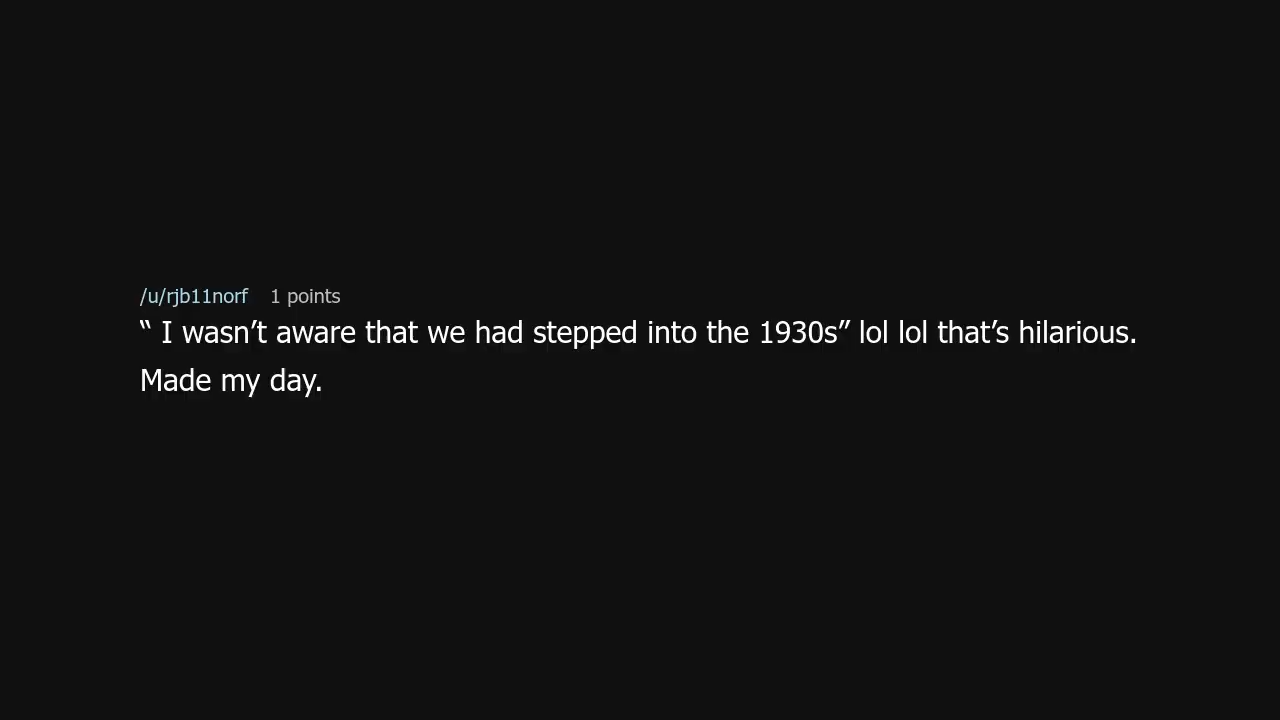 /u/rjb11norf 1 points
“ I wasn’t aware that we had stepped into the 1930s” lol lol that’s hilarious.
Made my day.